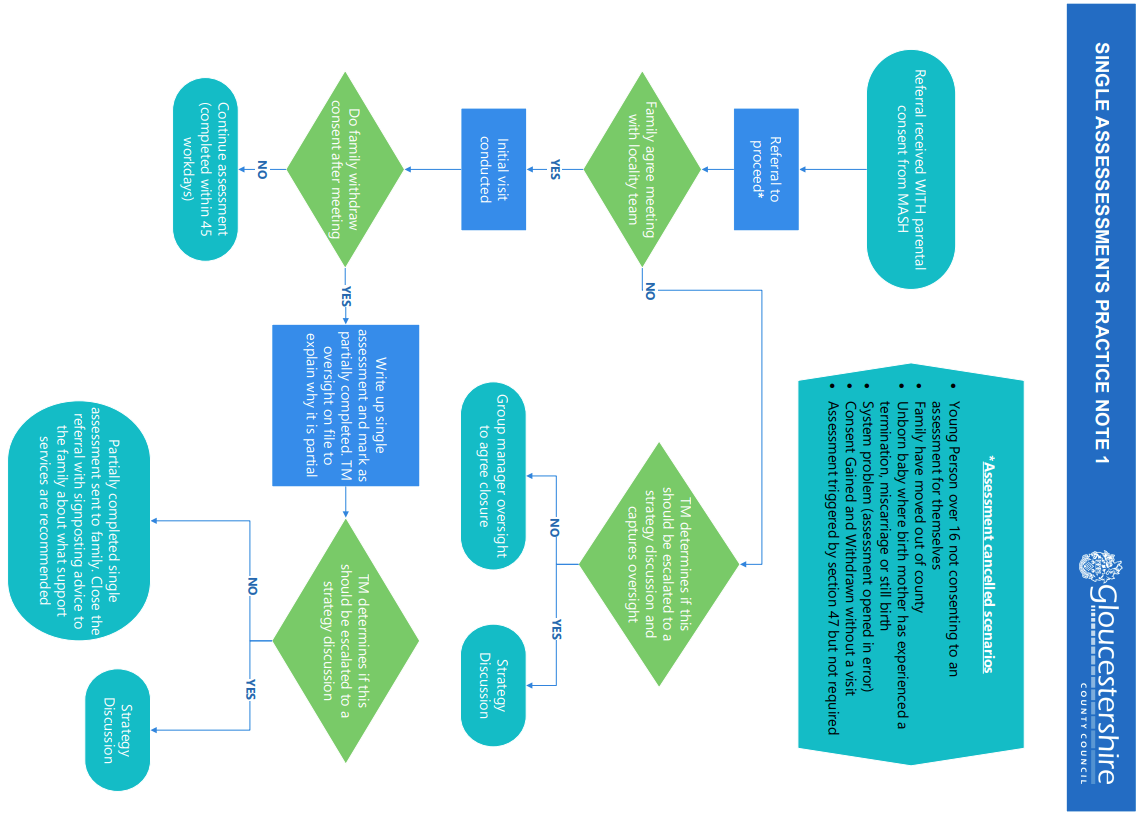 SINGLE ASSESSESSMENTS PRACTICE NOTE 1
Gloucestershire
COUNTY COUNCIL
Referral received WITH parental
consent from MASH
*Assessment cancelled scenarios
• Young Person over 16 not consenting to an
assessment for themselves
• Family have moved out of county
• Unborn baby where birth mother has experienced a
termination, miscarriage or still birth
• System problem (assessment opened in error)
• Consent Gained and Withdrawn without a visit
• Assessment triggered by section 47 but not required
Referral to
proceed*
Family agree meeting
with locality team
NO
YES
TM determines if this
should be escalated to a
strategy discussion and
captures oversight
NO
YES
Group manager oversight
to agree closure
Strategy
Discussion
Initial visit
conducted
Do family withdraw
consent after meeting
YES
NO
Write up single
assessment and mark as
partially completed. TM
oversight on file to
explain why it is partial
TM determines if this
should be escalated to a
strategy discussion
NO
YES
Continue assessment
(completed within 45
workdays)
Partially completed single
assessment sent to family. Close the
referral with signposting advice to
the family about what support
services are recommended
Strategy
Discussion